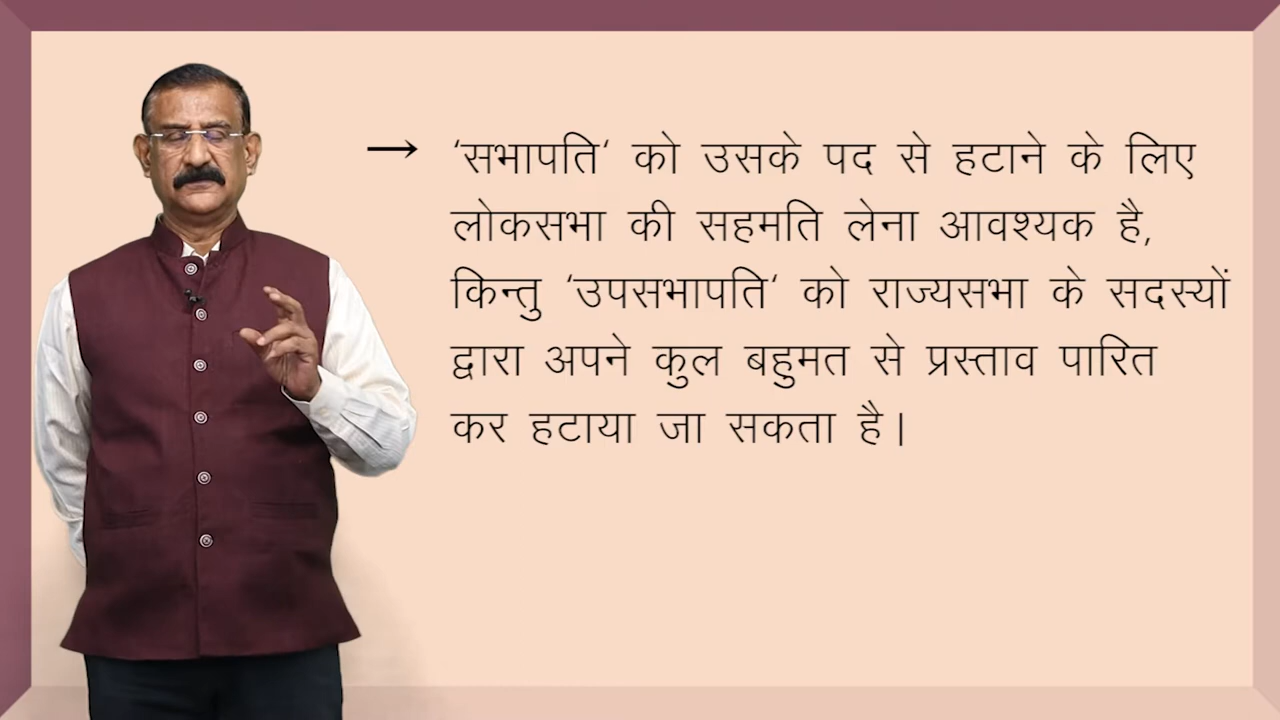 → ‘सभापति‘ को उसके पद से हटाने के लिए
लोकसभा की सहमति लेना आवश्यक है,
किन्तु ‘उपसभापति‘ को राज्यसभा के सदस्यों
द्वारा अपने कुल बहुमत से प्रस्ताव पारित
कर हटाया जा सकता है।